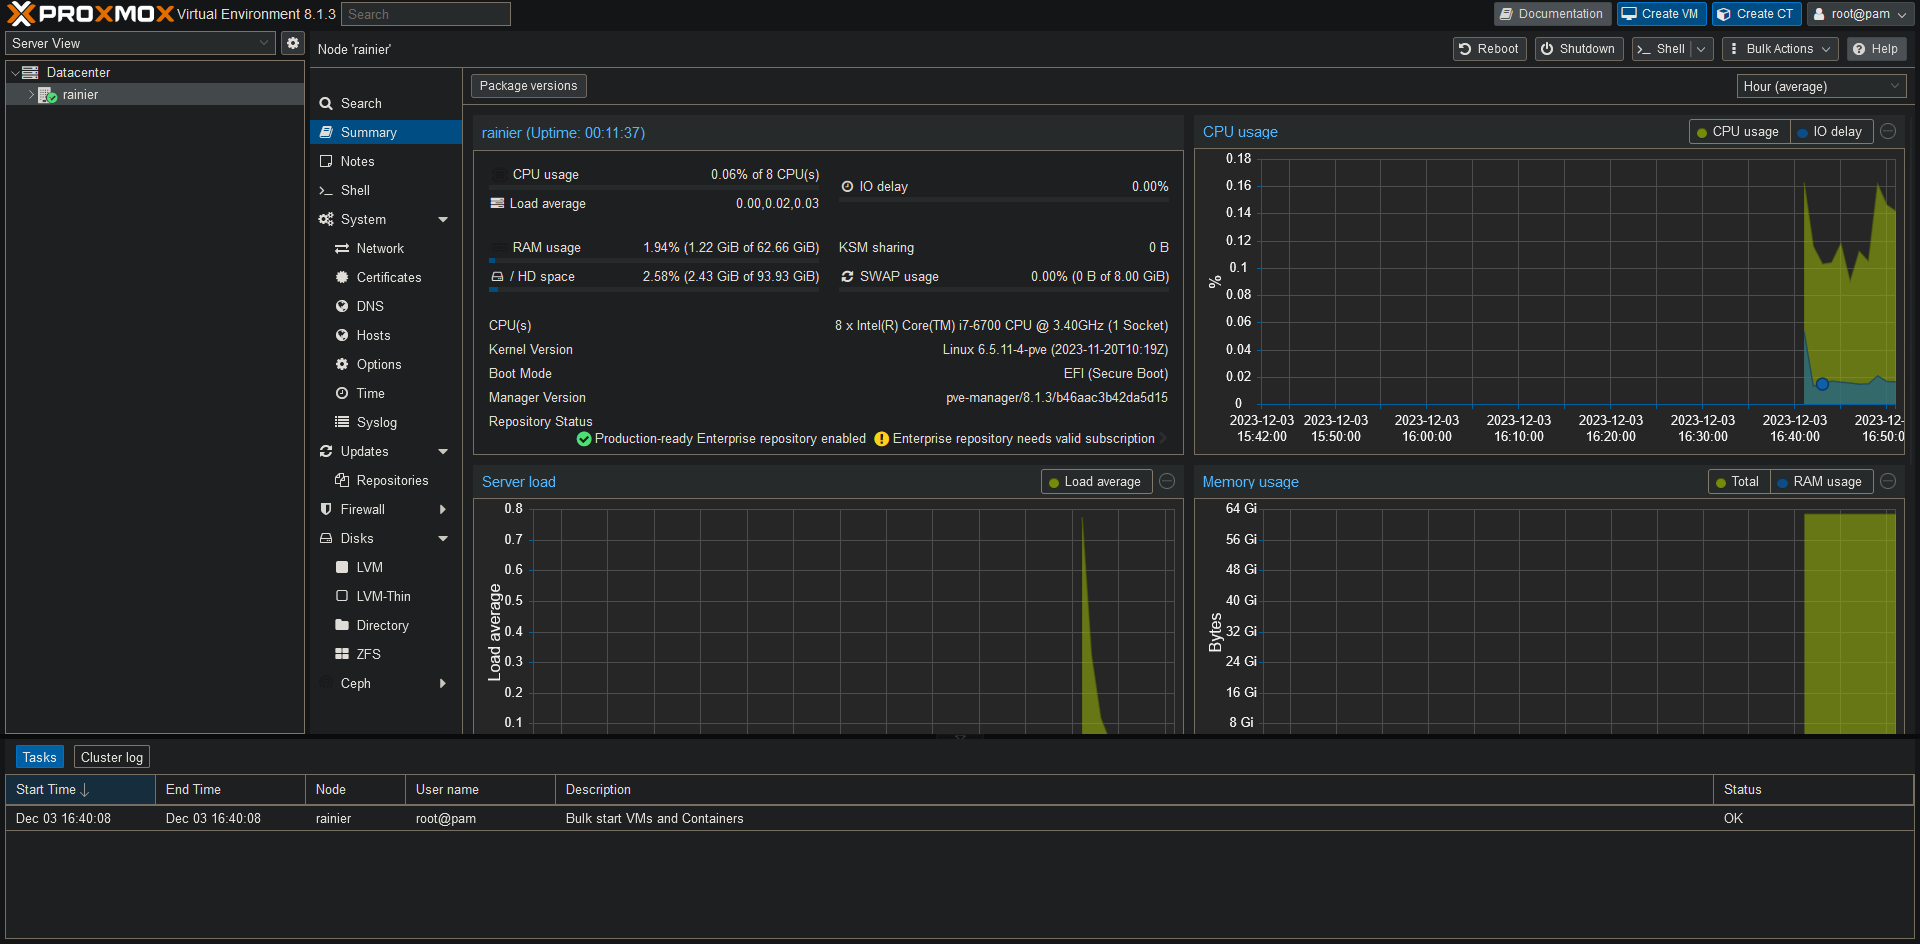 PROXMOX Virtual Environment 8.1.3 Search Documentation Create VM Create CT root@pam
Server View Node 'rainier' Reboot Shutdown Shell Bulk Actions Help
Datacenter
rainier
Package versions Hour (average)
Search
Summary
Notes
Shell
System
Network
Certificates
DNS
Hosts
Options
Time
Syslog
Updates
Repositories
Firewall
Disks
LVM
LVM-Thin
Directory
ZFS
Ceph
rainier (Uptime: 00:11:37)
CPU usage 0.06% of 8 CPU(s)
IO delay 0.00%
Load average 0.00,0.02,0.03
RAM usage 1.94% (1.22 GiB of 62.66 GiB)
KSM sharing 0 B
/ HD space 2.58% (2.43 GiB of 93.93 GiB)
SWAP usage 0.00% (0 B of 8.00 GiB)
CPU(s) 8 x Intel(R) Core(TM) i7-6700 CPU @ 3.40GHz (1 Socket)
Kernel Version Linux 6.5.11-4-pve (2023-11-20T10:19Z)
Boot Mode EFI (Secure Boot)
Manager Version pve-manager/8.1.3/b46aac3b42da5d15
Repository Status
Production-ready Enterprise repository enabled Enterprise repository needs valid subscription
CPU usage CPU usage IO delay
0.18
0.16
0.14
0.12
0.1
%
0.08
0.06
0.04
0.02
0
2023-12-03 2023-12-03 2023-12-03 2023-12-03 2023-12-03 2023-12-03 2023-12-03 2023-12-
15:42:00 15:50:00 16:00:00 16:10:00 16:20:00 16:30:00 16:40:00 16:50:0
Server load Load average
0.8
0.7
0.6
0.5
Load average
0.4
0.3
0.2
0.1
Memory usage Total RAM usage
64 Gi
56 Gi
48 Gi
40 Gi
Bytes
32 Gi
24 Gi
16 Gi
8 Gi
Tasks Cluster log
Start Time End Time Node User name Description Status
Dec 03 16:40:08 Dec 03 16:40:08 rainier root@pam Bulk start VMs and Containers OK